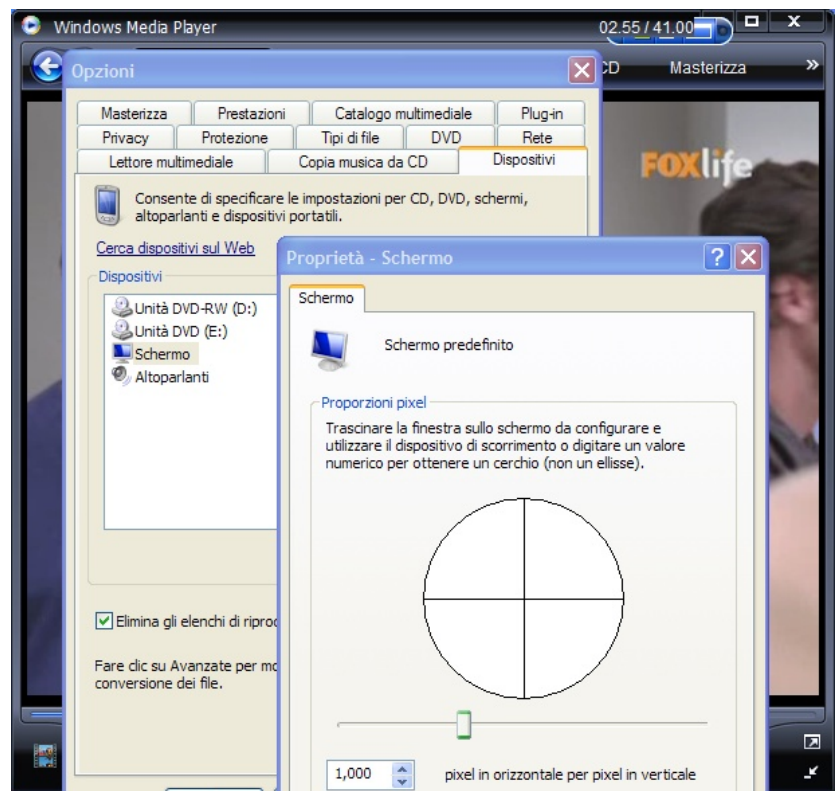 Windows Media Player
02.55 / 41.00
CD Masterizza »
Opzioni
Masterizza Prestazioni Catalogo multimediale Plug-in
Privacy Protezione Tipi di file DVD Rete
Lettore multimediale Copia musica da CD Dispositivi
FOXlife
Consente di specificare le impostazioni per CD, DVD, schermi,
altoparlanti e dispositivi portatili.
Cerca dispositivi sul Web
Dispositivi
Unità DVD-RW (D:)
Unità DVD (E:)
Schermo
Altoparlanti
Elimina gli elenchi di riproc
Fare clic su Avanzate per mo
conversione dei file.
Proprietà - Schermo
Schermo
Schermo predefinito
Proporzioni pixel
Trascinare la finestra sullo schermo da configurare e
utilizzare il dispositivo di scorrimento o digitare un valore
numerico per ottenere un cerchio (non un ellisse).
1,000 pixel in orizzontale per pixel in verticale